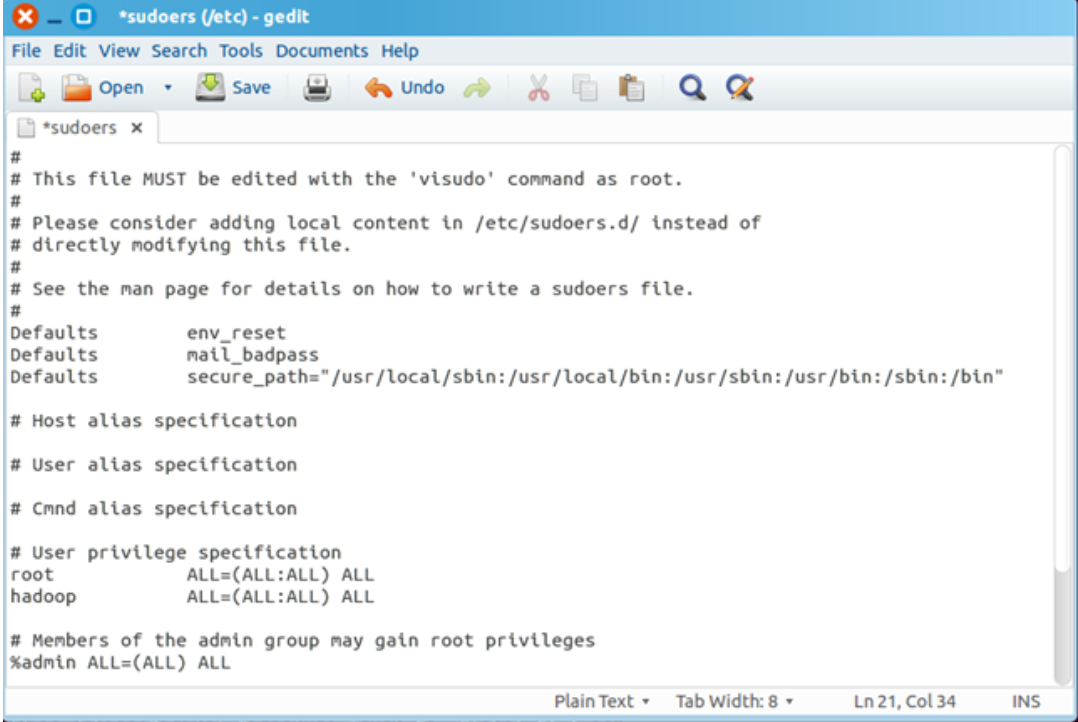 *sudoers (/etc) - gedit
File Edit View Search Tools Documents Help
Open Save Undo
*sudoers
#
# This file MUST be edited with the 'visudo' command as root.
#
# Please consider adding local content in /etc/sudoers.d/ instead of
# directly modifying this file.
#
# See the man page for details on how to write a sudoers file.
#
Defaults env_reset
Defaults mail_badpass
Defaults secure_path="/usr/local/sbin:/usr/local/bin:/usr/sbin:/usr/bin:/sbin:/bin"
# Host alias specification
# User alias specification
# Cmnd alias specification
# User privilege specification
root ALL=(ALL:ALL) ALL
hadoop ALL=(ALL:ALL) ALL
# Members of the admin group may gain root privileges
%admin ALL=(ALL) ALL
Plain Text Tab Width: 8 Ln 21, Col 34 INS